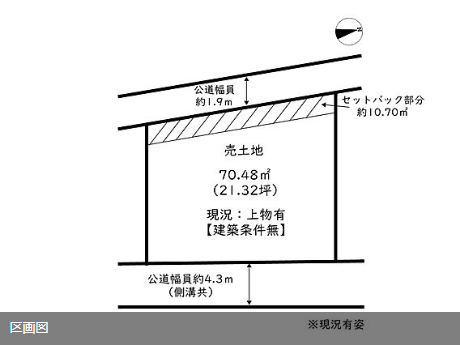 公道幅員
約1.9m
セットバック部分
約10.70㎡
売土地
70.48㎡
(21.32坪)
現況：上物有
【建築条件無】
公道幅員約4.3m
(側溝共)
区画図
※現況有姿